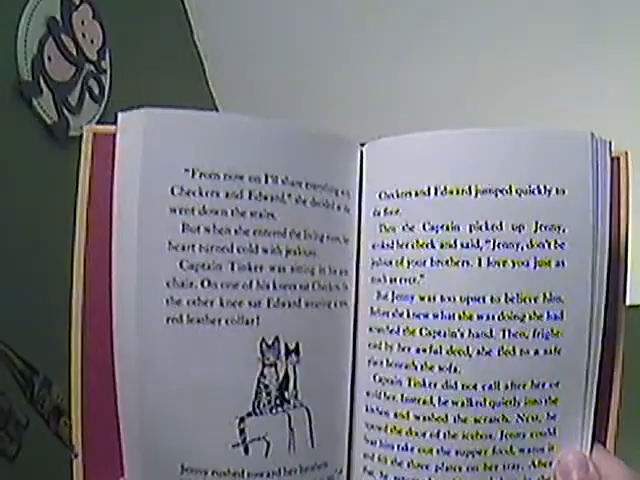 "From now on I'll share everything with
Checkers and Edward," she decided as she
went down the stairs.
But when she entered the living room, her
heart turned cold with jealousy.
Captain Tinker was sitting in his
chair. On one of his knees sat Checkers. On
the other knee sat Edward wearing a
red leather collar!
Jenny rushed toward her brothers
Checkers and Edward jumped quickly to
the floor.
Then the Captain picked up Jenny,
her cheek and said, "Jenny, don't be
jealous of your brothers. I love you just as
much as ever."
But Jenny was too upset to believe him.
Before she knew what she was doing she had
scratched the Captain's hand. Then, fright-
ened by her awful deed, she fled to a safe
place beneath the sofa.
Captain Tinker did not call after her or
scold her. Instead, he walked quietly into the
kitchen and washed the scratch. Next, he
opened the door of the icebox. Jenny could
hear him take out the supper food, warm it
and fill the three plates on her tray. After